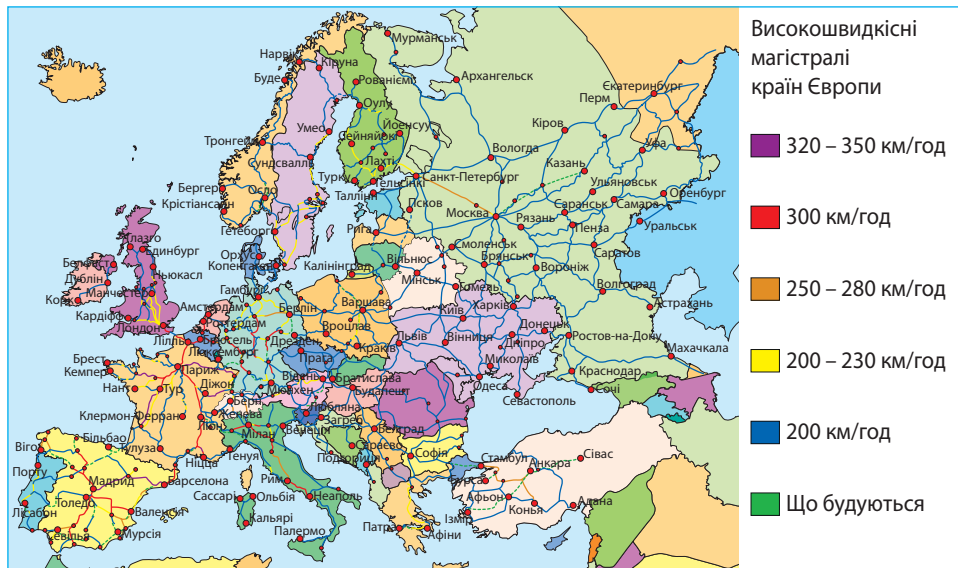 Високошвидкісні
магістралі
країн Європи
320 – 350 км/год
300 км/год
250 – 280 км/год
200 – 230 км/год
200 км/год
Що будуються
Мурманськ
Нарвік
Кіруна
Буде
Рованіємі
Архангельск
Екатеринбург
Перм
Оулу
Умео
Йоенсуу
Кіров
Сейняйокі
Тронгейм
Вологда
Уфа
Сундсвалль
Казань
Лахті
Санкт-Петербург
Турку
Гельсінкі
Ульяновськ
Берген
Осло
Таллінн
Оренбург
Крістіансанн
Псков
Саранськ
Самара
Москва
Рязань
Уральськ
Гетеборг
Рига
Пенза
Глазго
Смоленськ
Саратов
Единбург
Орхус
Вільнюс
Брянськ
Белфаст
Копенгаген
Калінінград
Воронiж
Дублін
Ньюкасл
Мінськ
Гомель
Волгоград
Корк
Манчестер
Гамбург
Харків
Амстердам
Берлін
Варшава
Київ
Астрахань
Кардіфф
Роттердам
Донецьк
Лондон
Вроцлав
Львів
Вінниця
Дніпро
Ростов-на-Дону
Лілль
Брюссель
Дрезден
Краків
Люксембург
Прага
Миколаїв
Махачкала
Брест
Париж
Кемпер
Відень
Братислава
Одеса
Краснодар
Нант
Тур
Діжон
Мюнхен
Будапешт
Сочі
Берн
Севастополь
Клермон-Ферран
Женева
Любляна
Загреб
Ліон
Мілан
Венеція
Белград
Більбао
Сараєво
Віго
Тулуза
Софія
Сівас
Ніцца
Генуя
Подгориця
Стамбул
Анкара
Порту
Барселона
Рим
Бурса
Мадрид
Сассарі
Ольбія
Неаполь
Афьон
Толедо
Адана
Лісабон
Валенсія
Конья
Кальярі
Патра
Ізмір
Севілья
Мурсія
Палермо
Афіни